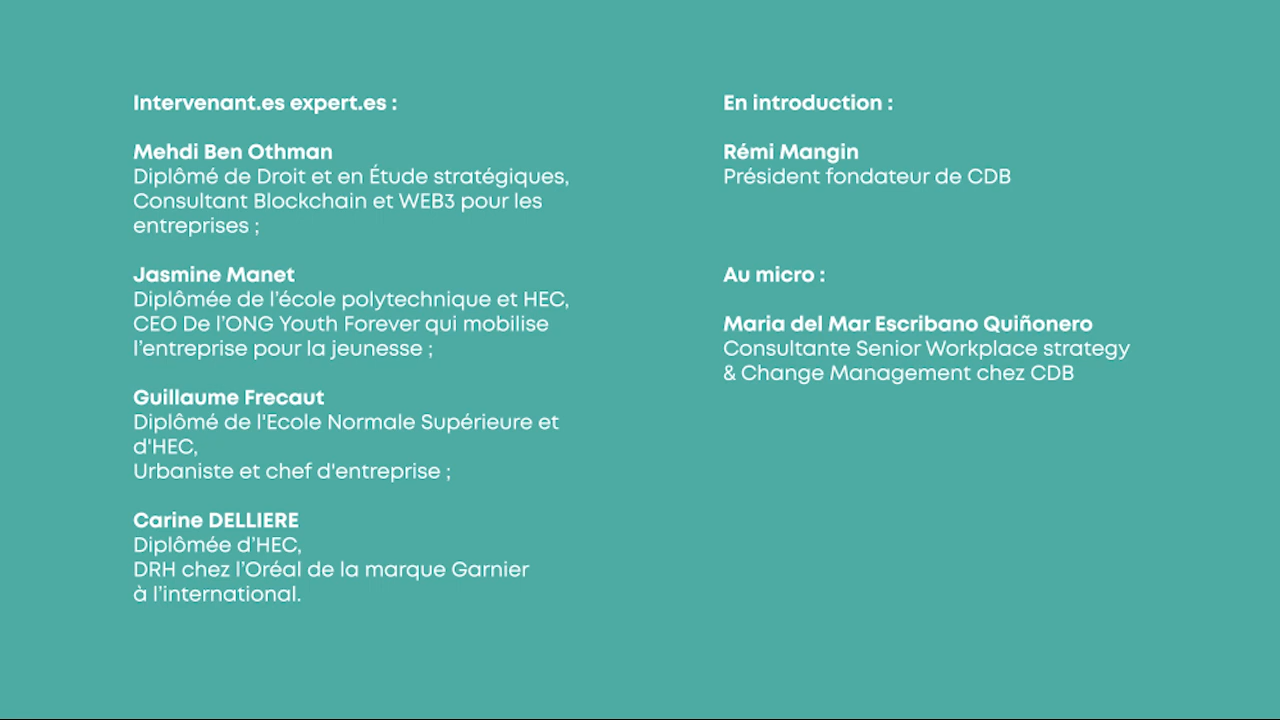 Intervenant.es expert.es :
Mehdi Ben Othman
Diplômé de Droit et en Étude stratégiques,
Consultant Blockchain et WEB3 pour les
entreprises ;
Jasmine Manet
Diplômée de l’école polytechnique et HEC,
CEO De l’ONG Youth Forever qui mobilise
l’entreprise pour la jeunesse ;
Guillaume Frecaut
Diplômé de l'Ecole Normale Supérieure et
d'HEC,
Urbaniste et chef d'entreprise ;
Carine DELLIERE
Diplômée d’HEC,
DRH chez l’Oréal de la marque Garnier
à l’international.
En introduction :
Rémi Mangin
Président fondateur de CDB
Au micro :
Maria del Mar Escribano Quiñonero
Consultante Senior Workplace strategy
& Change Management chez CDB